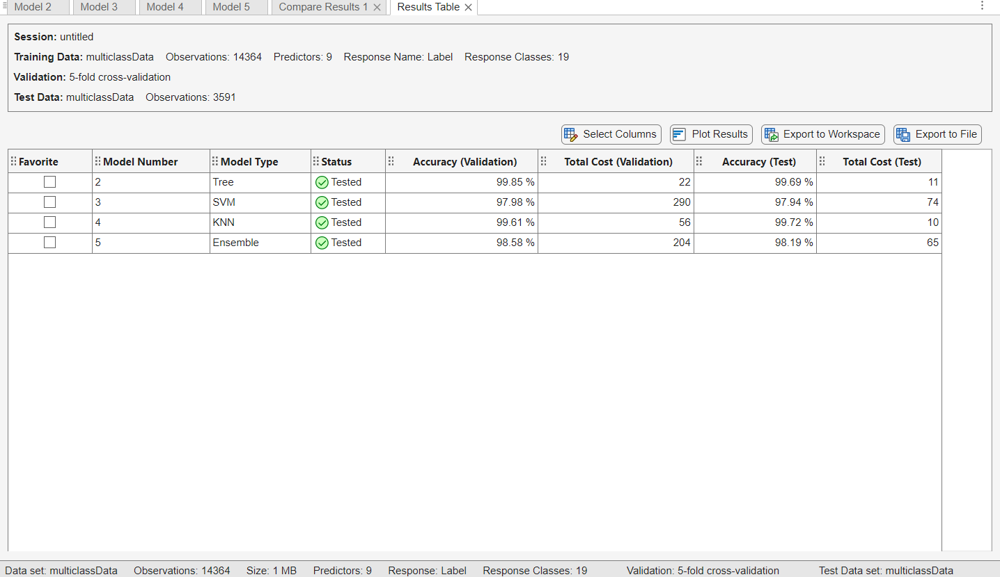 Model 2 Model 3 Model 4 Model 5 Compare Results 1 Results Table
Session: untitled
Training Data: multiclassData Observations: 14364 Predictors: 9 Response Name: Label Response Classes: 19
Validation: 5-fold cross-validation
Test Data: multiclassData Observations: 3591
Select Columns Plot Results Export to Workspace Export to File
Favorite Model Number Model Type Status Accuracy (Validation) Total Cost (Validation) Accuracy (Test) Total Cost (Test)
2 Tree Tested 99.85 % 22 99.69 % 11
3 SVM Tested 97.98 % 290 97.94 % 74
4 KNN Tested 99.61 % 56 99.72 % 10
5 Ensemble Tested 98.58 % 204 98.19 % 65
Data set: multiclassData Observations: 14364 Size: 1 MB Predictors: 9 Response: Label Response Classes: 19 Validation: 5-fold cross-validation Test Data set: multiclassData